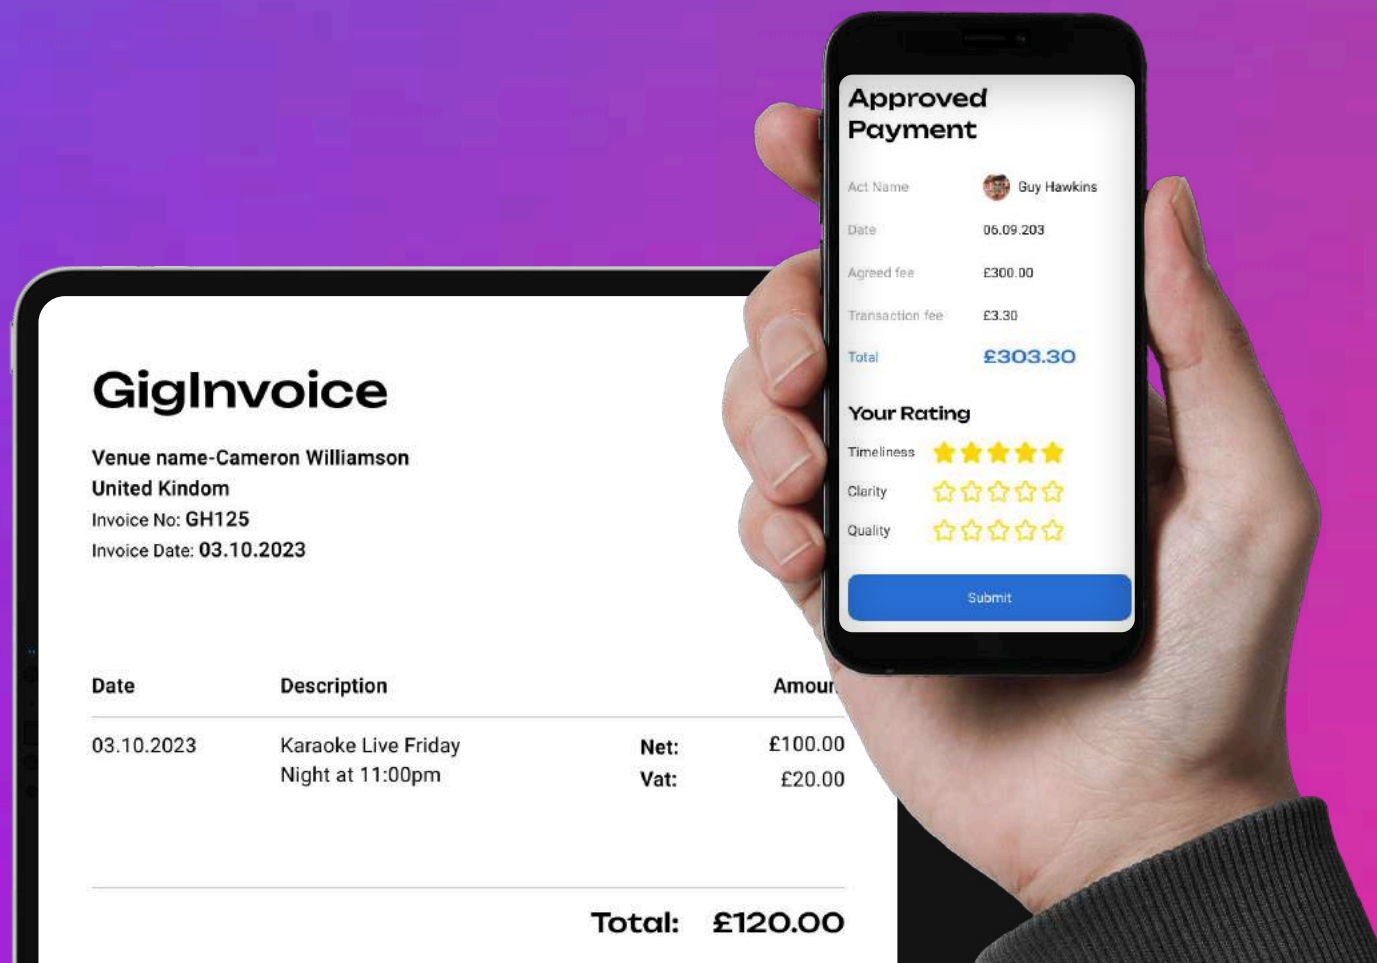 Approved
Payment
Act Name Guy Hawkins
Date 06.09.203
Agreed fee £300.00
Transaction fee £3.30
Total £303.30
Your Rating
Timeliness
Clarity
Quality
Submit
GigInvoice
Venue name-Cameron Williamson
United Kindom
Invoice No: GH125
Invoice Date: 03.10.2023
Date Description Amoun
03.10.2023 Karaoke Live Friday Net: £100.00
Night at 11:00pm Vat: £20.00
Total: £120.00